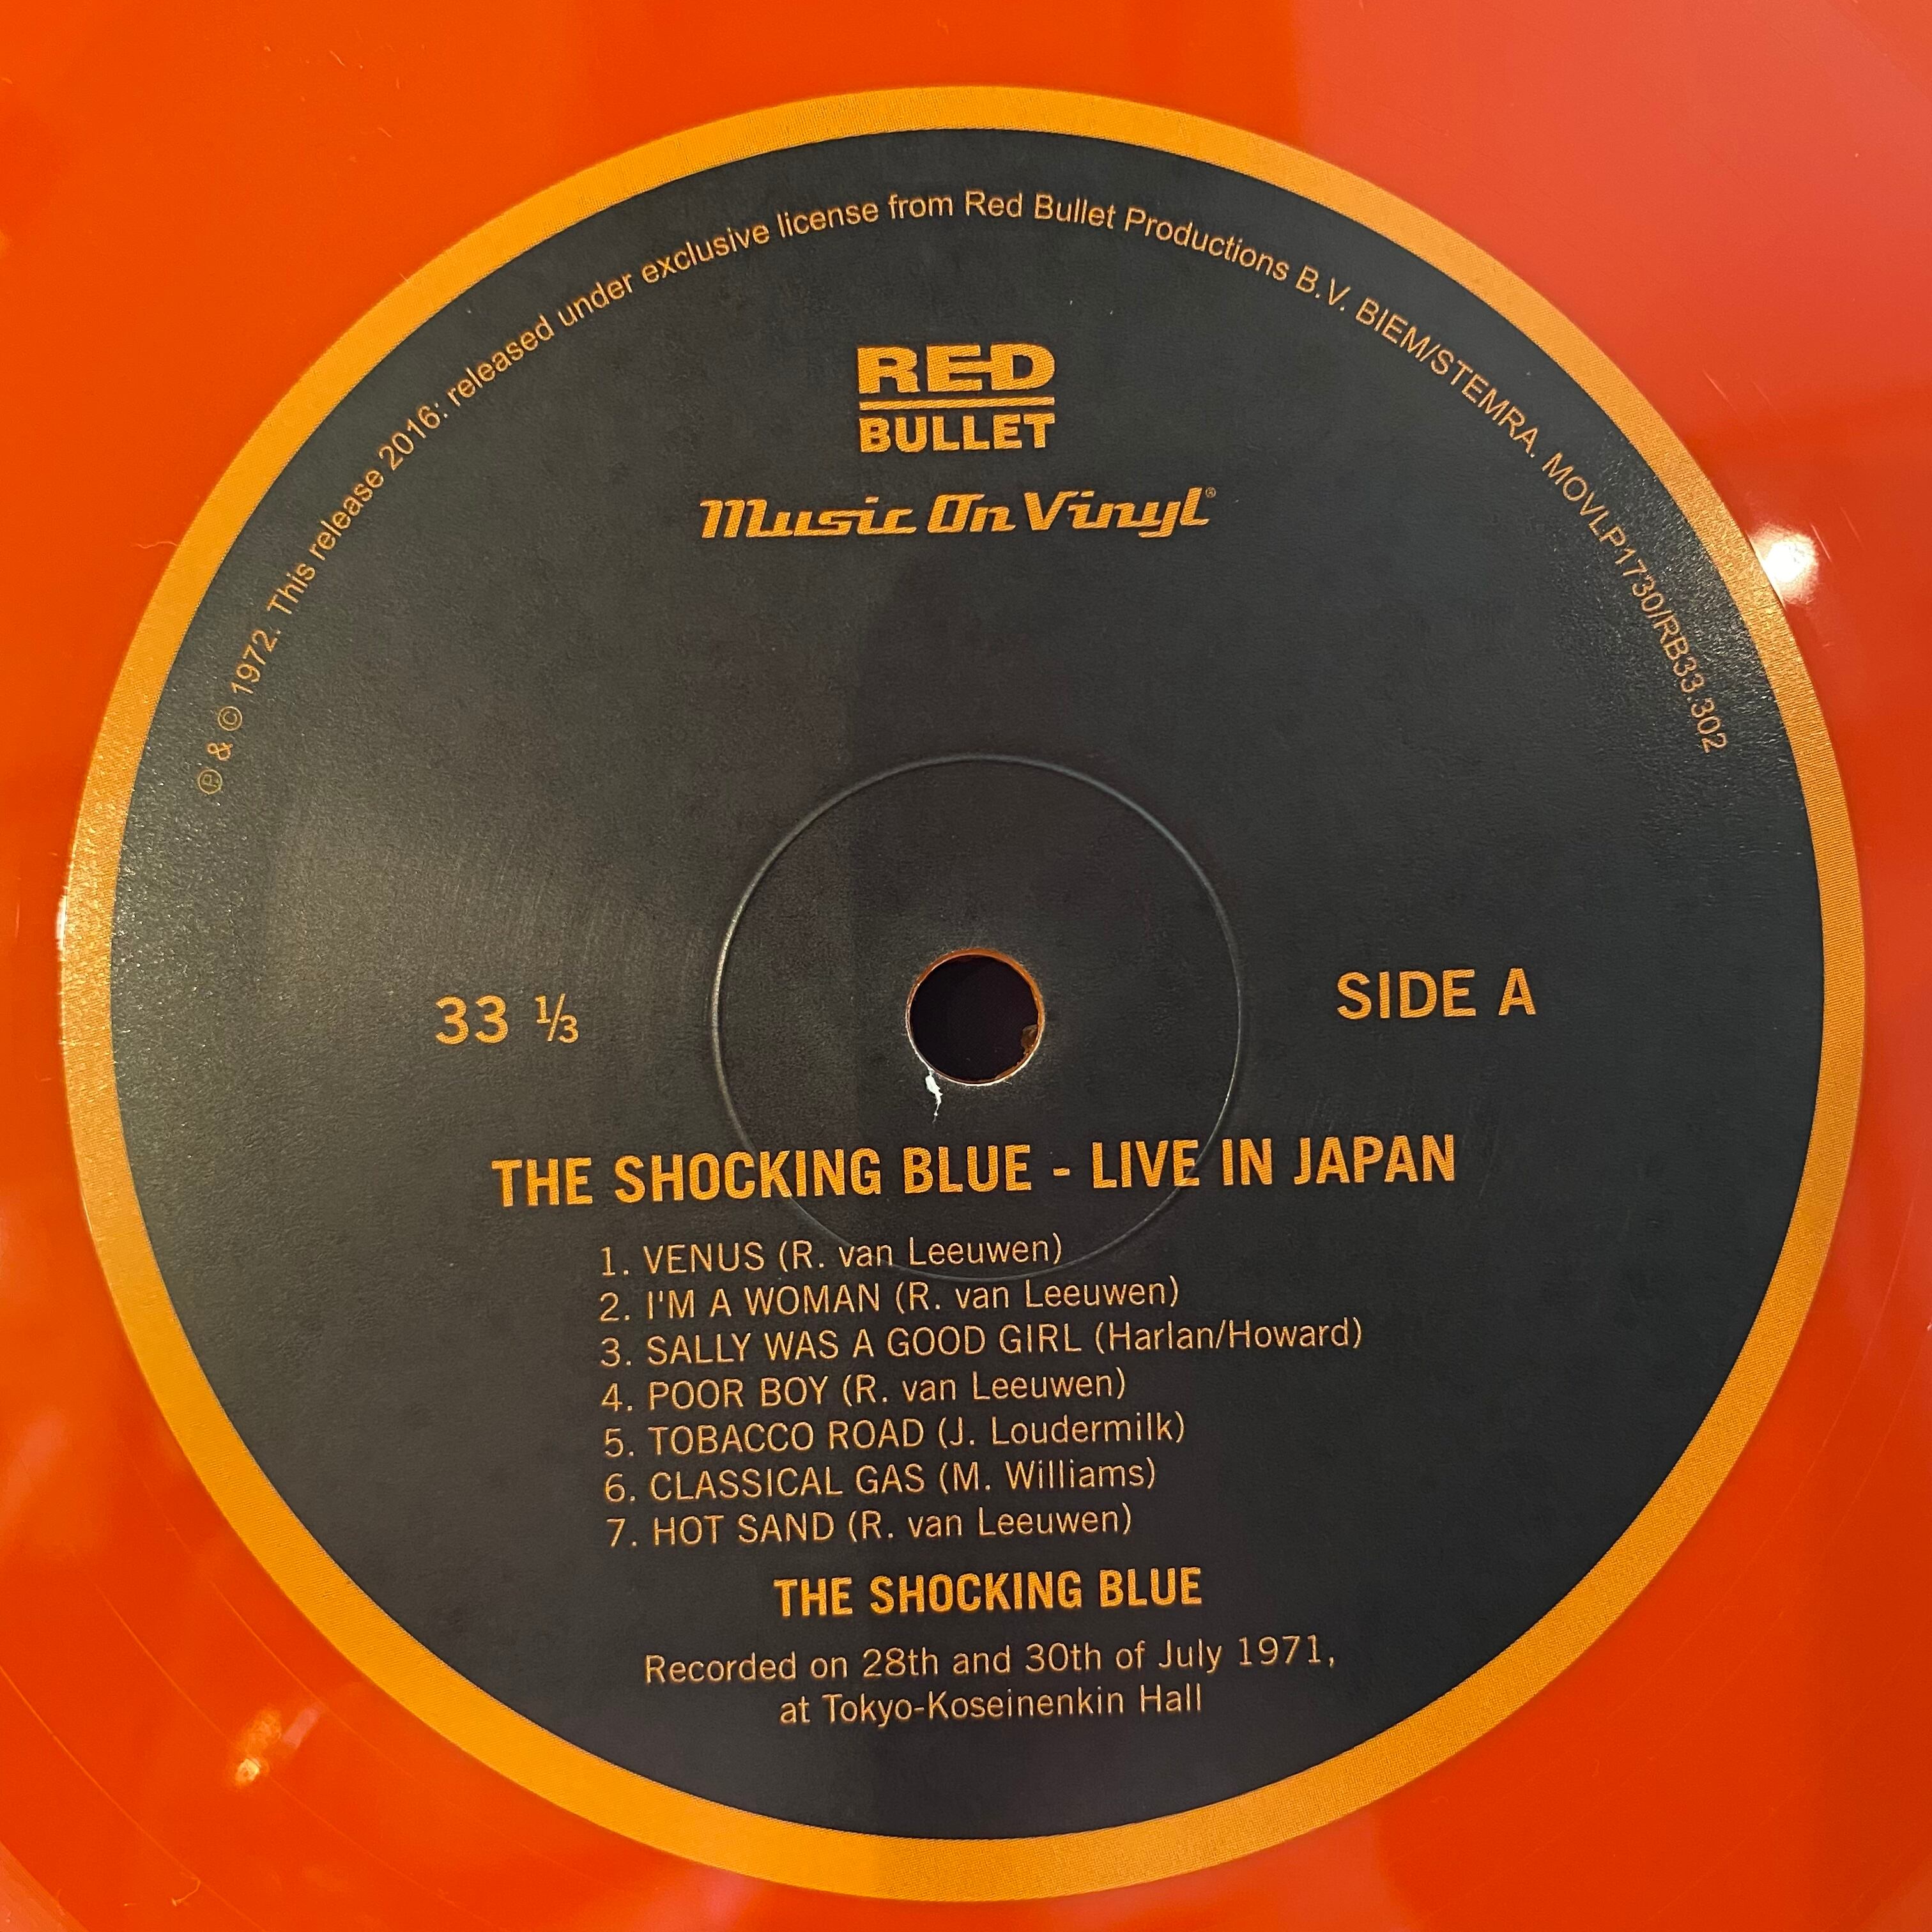 ℗ & © 1972. This release 2016: released under exclusive license from Red Bullet Productions B.V. BIEM/STEMRA. MOVLP1730/RB33.302
RED
BULLET
Music On Vinyl®
33 ⅓
SIDE A
THE SHOCKING BLUE - LIVE IN JAPAN
1. VENUS (R. van Leeuwen)
2. I'M A WOMAN (R. van Leeuwen)
3. SALLY WAS A GOOD GIRL (Harlan/Howard)
4. POOR BOY (R. van Leeuwen)
5. TOBACCO ROAD (J. Loudermilk)
6. CLASSICAL GAS (M. Williams)
7. HOT SAND (R. van Leeuwen)
THE SHOCKING BLUE
Recorded on 28th and 30th of July 1971,
at Tokyo-Koseinenkin Hall